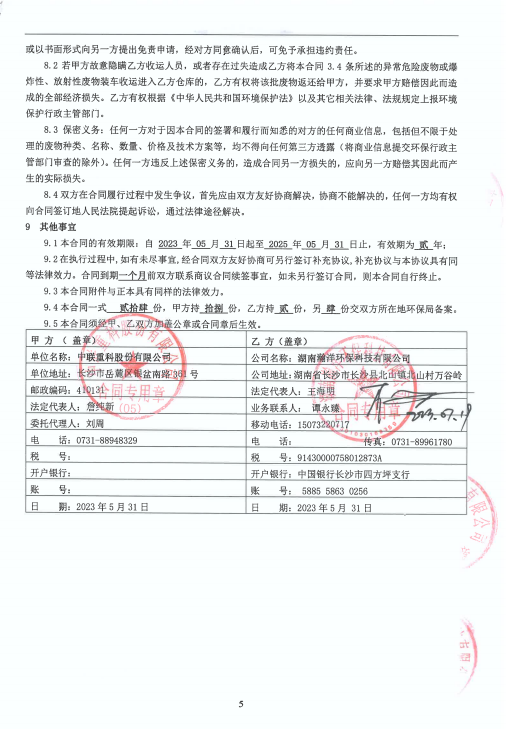 或以书面形式向另一方提出免责申请，经对方同意确认后，可免予承担违约责任。
8.2 若甲方故意隐瞒乙方收运人员，或者存在过失造成乙方将本合同 3.4 条所述的异常危险废物或爆
炸性、放射性废物装车收运进入乙方仓库的，乙方有权将该批废物返还给甲方，并要求甲方赔偿因此而造
成的全部经济损失。乙方有权根据《中华人民共和国环境保护法》以及其它相关法律、法规规定上报环境
保护行政主管部门。
8.3 保密义务：任何一方对于因本合同的签署和履行而知悉的对方的任何商业信息，包括但不限于处
理的废物种类、名称、数量、价格及技术方案等，均不得向任何第三方透露（将商业信息提交环保行政主
管部门审查的除外）。任何一方违反上述保密义务，造成合同另一方损失的，应向另一方赔偿其因此而产
生的实际损失。
8.4 双方在合同履行过程中发生争议，首先应由双方友好协商解决，协商不能解决的，任何一方均有权
向合同签订地人民法院提起诉讼，通过法律途径解决。
9 其他事宜
9.1 本合同的有效期限：自 2023 年 05 月 31 日起至 2025 年 05 月 31 日止，有效期为 贰 年；
9.2 在执行过程中，如有未尽事宜，经合同双方友好协商可另行签订补充协议，补充协议与本协议具有同
等法律效力。合同到期一个月前双方联系商议合同续签事宜，如未另行签订合同，则本合同自行终止。
9.3 本合同附件与正本具有同样的法律效力。
9.4 本合同一式 贰拾肆 份，甲方持 拾捌 份，乙方持 贰 份，另 肆 份交双方所在地环保局备案。
9.5 本合同须经甲、乙双方加盖公章或合同章后生效。
甲 方 （ 盖章） 乙 方（盖章）
单位名称：中联重科股份有限公司 公司名称：湖南瀚洋环保科技有限公司
单位地址：长沙市岳麓区银盆南路 361 号 公司地址：湖南省长沙市长沙县北山镇北山村万谷岭
邮政编码：410131 法定代表人：王海明
法定代表人：詹纯新 业务联系人：谭永臻
委托代理人：刘周 移动电话：15073220717
电 话：0731-88948329 电 话： 传真：0731-89961780
税 号： 税 号：91430000758012873A
开户银行： 开户银行：中国银行长沙市四方坪支行
账 号： 账 号： 5885 5863 0256
日 期：2023 年 5 月 31 日 日 期：2023 年 5 月 31 日
合同专用章
(05)
合同专用章
有限公司
5